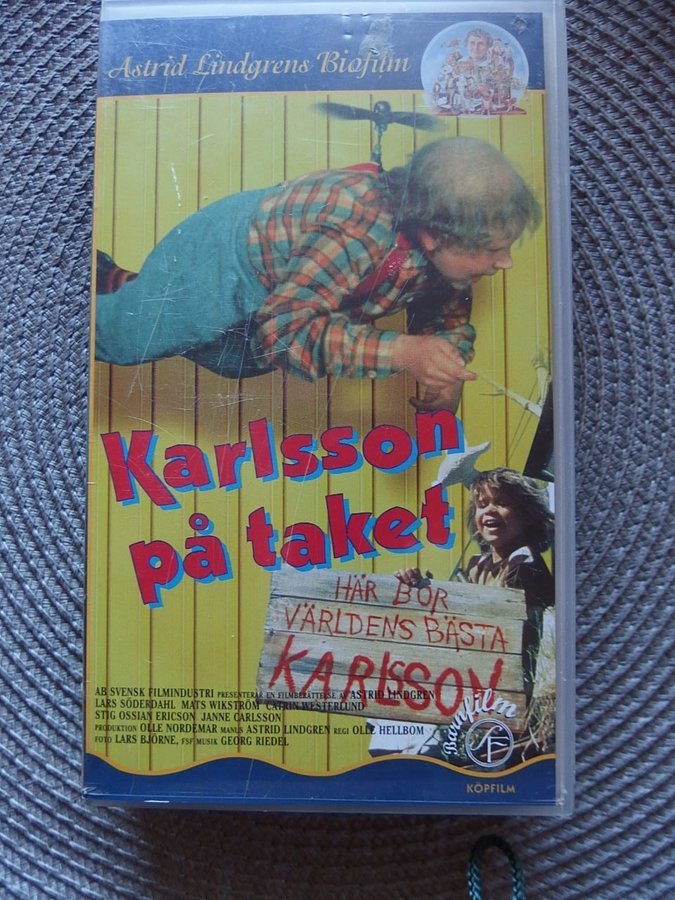 Astrid Lindgrens Biofilm
Karlsson
på taket
HÄR BOR
VÄRLDENS BÄSTA
KARLSSON
AB SVENSK FILMINDUSTRI PRESENTERAR EN FILMBERÄTTELSE AV ASTRID LINDGREN
LARS SÖDERDAHL MATS WIKSTRÖM CATRIN WESTERLUND
STIG OSSIAN ERICSON JANNE CARLSSON
PRODUKTION OLLE NORDEMAR MANUS ASTRID LINDGREN REGI OLLE HELLBOM
FOTO LARS BJÖRNE, FSF MUSIK GEORG RIEDEL
Barnfilm
SF
KÖPFILM